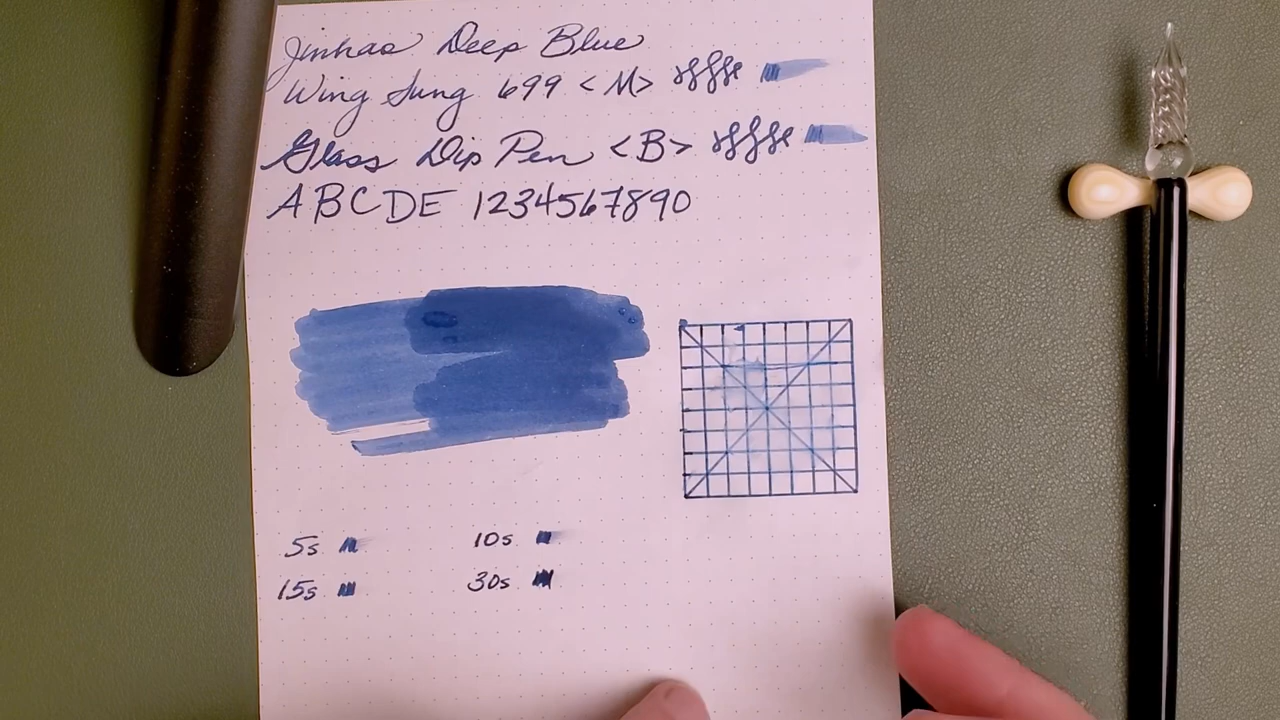 Jinhao Deep Blue
Wing Sung 699 <M>
Glass Dip Pen <B>
ABCDE 1234567890
5s 10s
15s 30s